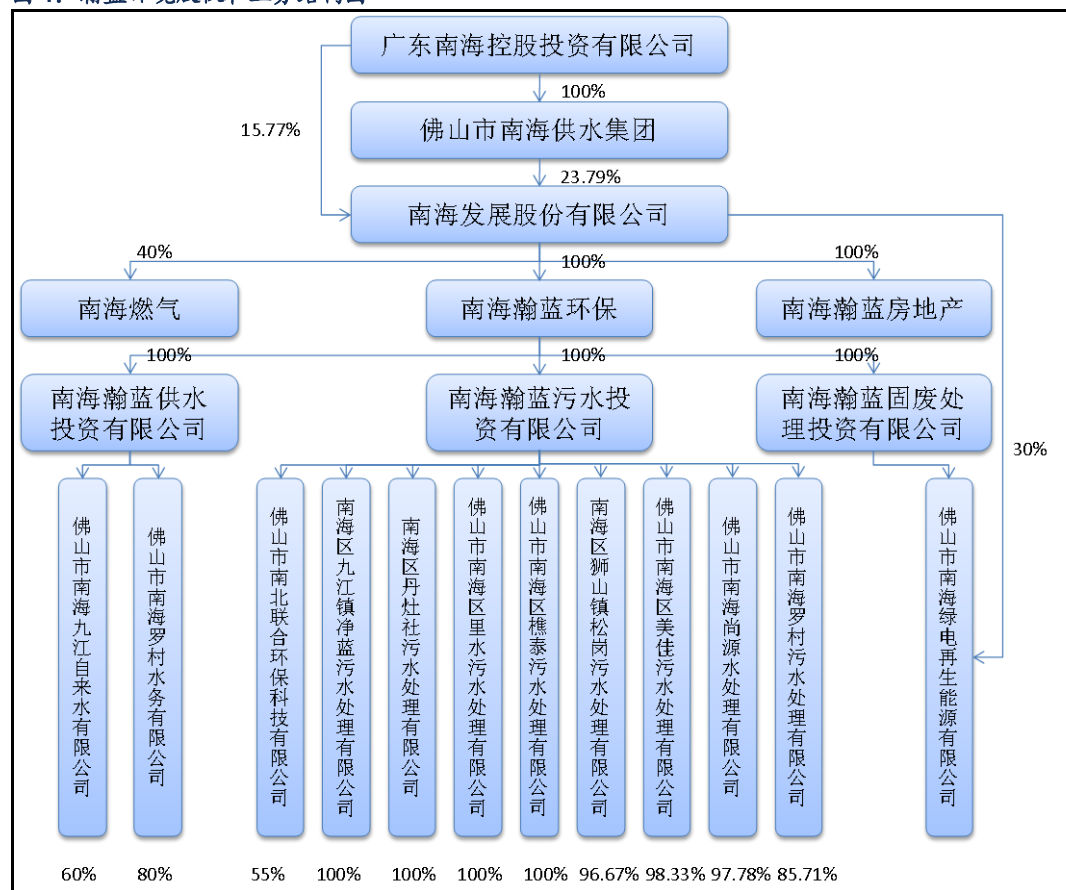 广东南海控股投资有限公司
100%
15.77%
佛山市南海供水集团
23.79%
南海发展股份有限公司
40%
100%
100%
南海燃气
南海瀚蓝环保
南海瀚蓝房地产
100%
100%
100%
南海瀚蓝供水
投资有限公司
南海瀚蓝污水投
资有限公司
南海瀚蓝固废处
理投资有限公司
30%
佛山市南海九江自来水有限公司
佛山市南海罗村水务有限公司
佛山市南北联合环保科技有限公司
南海区九江镇净蓝污水处理有限公司
南海区丹灶社污水处理有限公司
佛山市南海区里水污水处理有限公司
佛山市南海区樵泰污水处理有限公司
南海区狮山镇松岗污水处理有限公司
佛山市南海区美佳污水处理有限公司
佛山市南海尚源水处理有限公司
佛山市南海罗村污水处理有限公司
佛山市南海绿电再生能源有限公司
60%
80%
55%
100%
100%
100%
100%
96.67%
98.33%
97.78%
85.71%